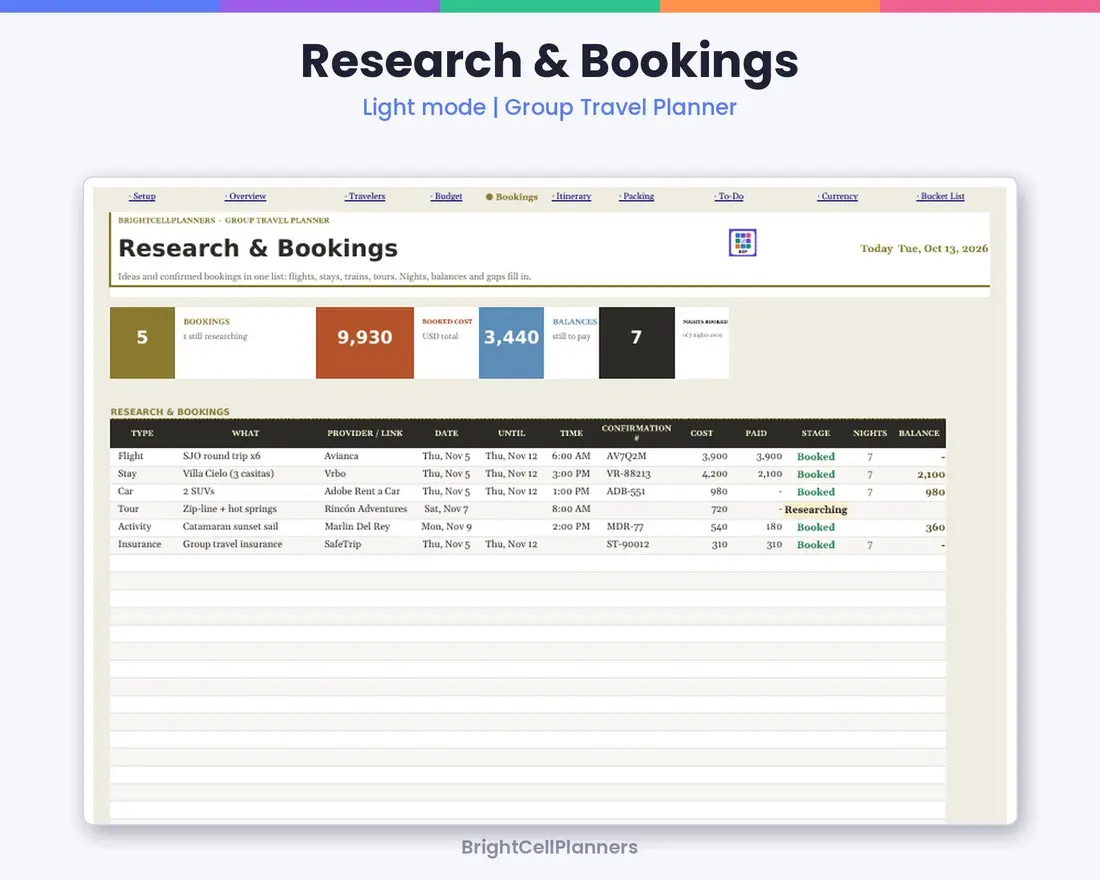 Research & Bookings
Light mode | Group Travel Planner
· Setup · Overview · Travelers · Budget ● Bookings · Itinerary · Packing · To-Do · Currency · Bucket List
BRIGHTCELLPLANNERS · GROUP TRAVEL PLANNER
Research & Bookings
Today Tue, Oct 13, 2026
Ideas and confirmed bookings in one list: flights, stays, trains, tours. Nights, balances and gaps fill in.
5 BOOKINGS 9,930 BOOKED COST 3,440 BALANCES 7 NIGHTS BOOKED
1 still researching USD total still to pay of 7 nights away
RESEARCH & BOOKINGS
TYPE WHAT PROVIDER / LINK DATE UNTIL TIME CONFIRMATION # COST PAID STAGE NIGHTS BALANCE
Flight SJO round trip x6 Avianca Thu, Nov 5 Thu, Nov 12 6:00 AM AV7Q2M 3,900 3,900 Booked 7 -
Stay Villa Cielo (3 casitas) Vrbo Thu, Nov 5 Thu, Nov 12 3:00 PM VR-88213 4,200 2,100 Booked 7 2,100
Car 2 SUVs Adobe Rent a Car Thu, Nov 5 Thu, Nov 12 1:00 PM ADB-551 980 - Booked 7 980
Tour Zip-line + hot springs Rincón Adventures Sat, Nov 7 8:00 AM 720 - Researching
Activity Catamaran sunset sail Marlin Del Rey Mon, Nov 9 2:00 PM MDR-77 540 180 Booked 360
Insurance Group travel insurance SafeTrip Thu, Nov 5 Thu, Nov 12 ST-90012 310 310 Booked 7 -
BrightCellPlanners